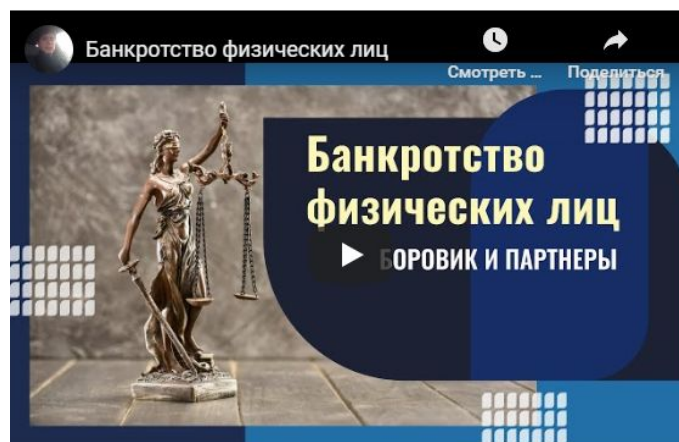 Банкротство физических лиц
Смотреть ...
Поделиться
Банкротство
физических лиц
БОРОВИК И ПАРТНЕРЫ